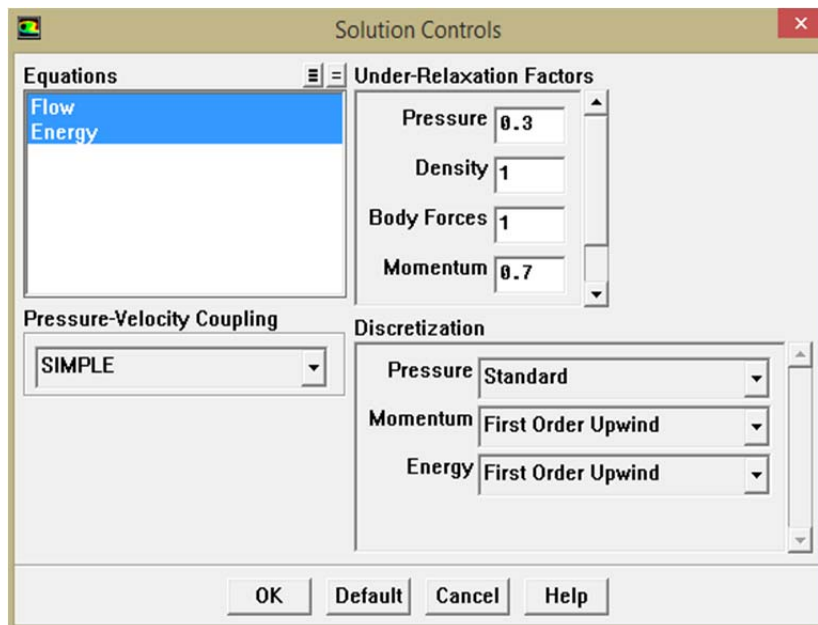 Solution Controls
Equations
Flow
Energy
Under-Relaxation Factors
Pressure 0.3
Density 1
Body Forces 1
Momentum 0.7
Pressure-Velocity Coupling
SIMPLE
Discretization
Pressure Standard
Momentum First Order Upwind
Energy First Order Upwind
OK Default Cancel Help